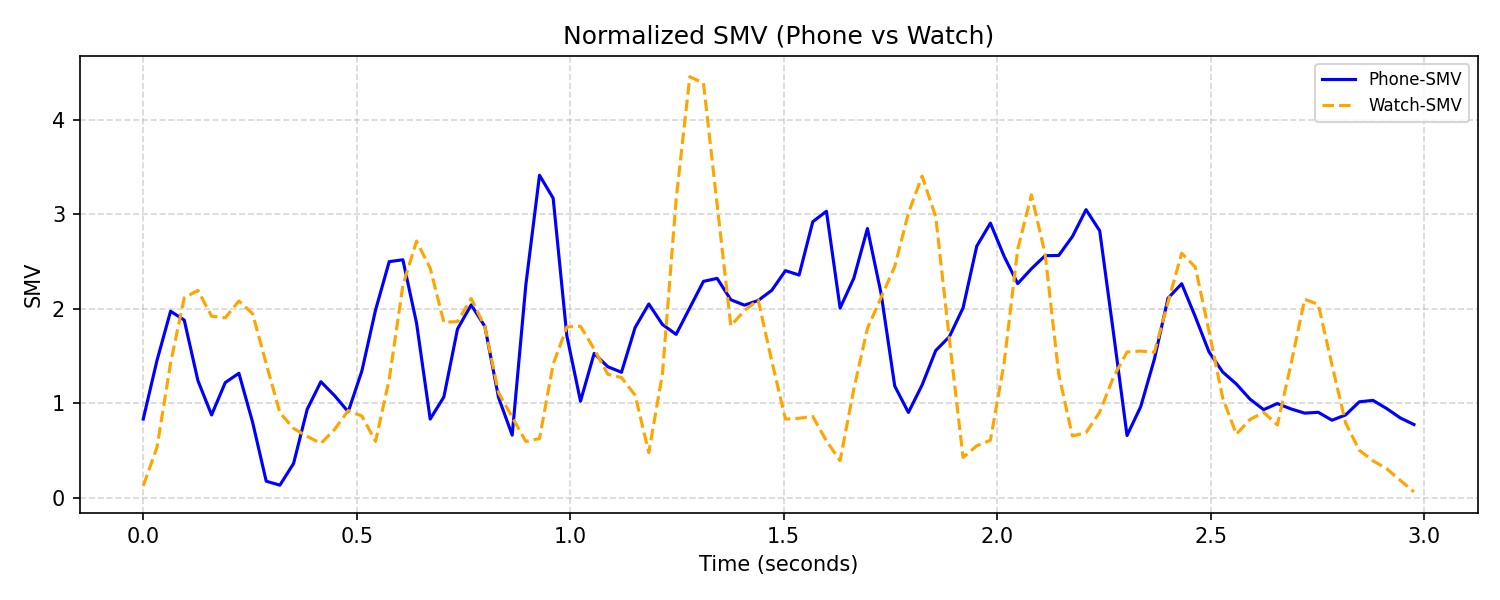 Normalized SMV (Phone vs Watch)
Phone-SMV
Watch-SMV
SMV
4
3
2
1
0
0.0 0.5 1.0 1.5 2.0 2.5 3.0
Time (seconds)